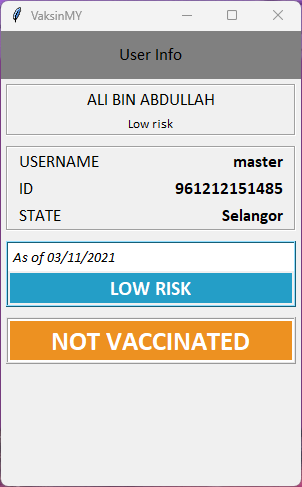 VaksinMY
User Info
ALI BIN ABDULLAH
Low risk
USERNAME master
ID 961212151485
STATE Selangor
As of 03/11/2021
LOW RISK
NOT VACCINATED